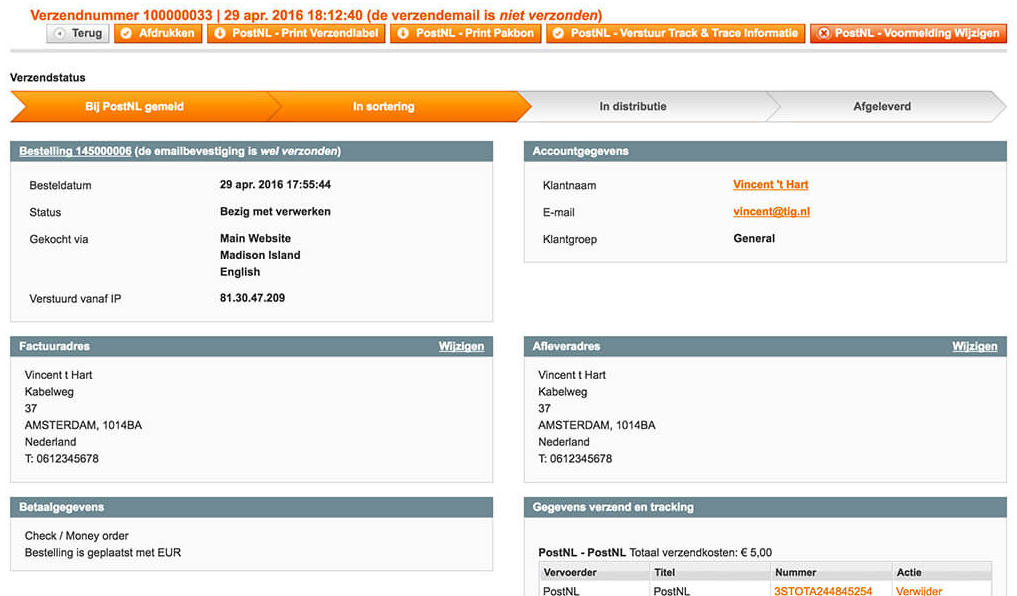 Verzendnummer 100000033 | 29 apr. 2016 18:12:40 (de verzendemail is niet verzonden)
Terug Afdrukken PostNL - Print Verzendlabel PostNL - Print Pakbon PostNL - Verstuur Track & Trace Informatie PostNL - Voormelding Wijzigen
Verzendstatus
Bij PostNL gemeld In sortering In distributie Afgeleverd
Bestelling 145000006 (de emailbevestiging is wel verzonden)
Besteldatum 29 apr. 2016 17:55:44
Status Bezig met verwerken
Gekocht via Main Website
Madison Island
English
Verstuurd vanaf IP 81.30.47.209
Accountgegevens
Klantnaam Vincent 't Hart
E-mail vincent@tig.nl
Klantgroep General
Factuuradres Wijzigen
Vincent t Hart
Kabelweg
37
AMSTERDAM, 1014BA
Nederland
T: 0612345678
Afleveradres Wijzigen
Vincent t Hart
Kabelweg
37
AMSTERDAM, 1014BA
Nederland
T: 0612345678
Betaalgegevens
Check / Money order
Bestelling is geplaatst met EUR
Gegevens verzend en tracking
PostNL - PostNL Totaal verzendkosten: € 5,00
Vervoerder Titel Nummer Actie
PostNL PostNL 3STOTA244845254 Verwijder